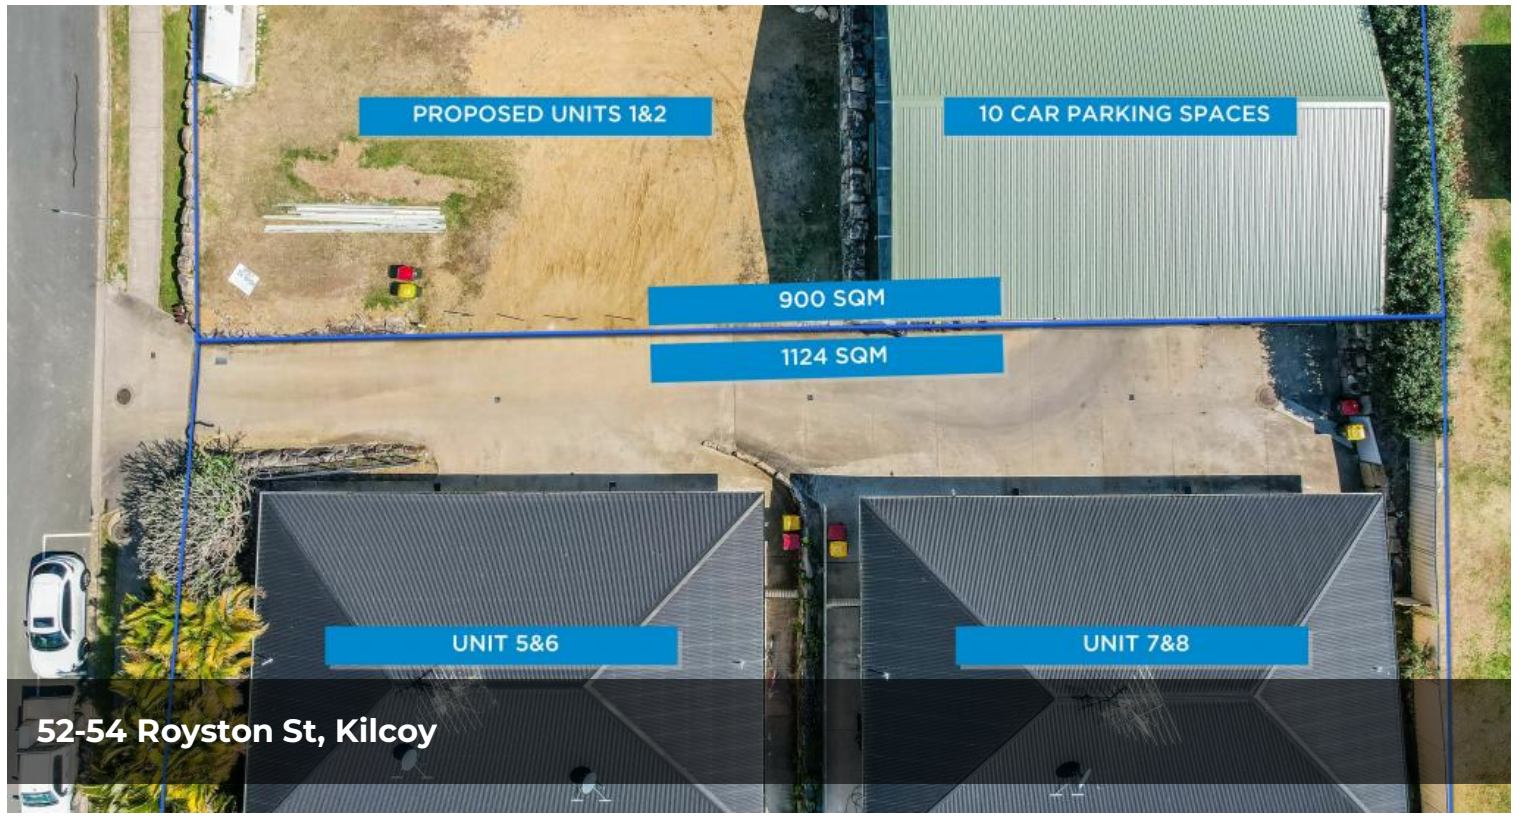 PROPOSED UNITS 1&2
10 CAR PARKING SPACES
900 SQM
1124 SQM
UNIT 5&6
UNIT 7&8
52-54 Royston St, Kilcoy